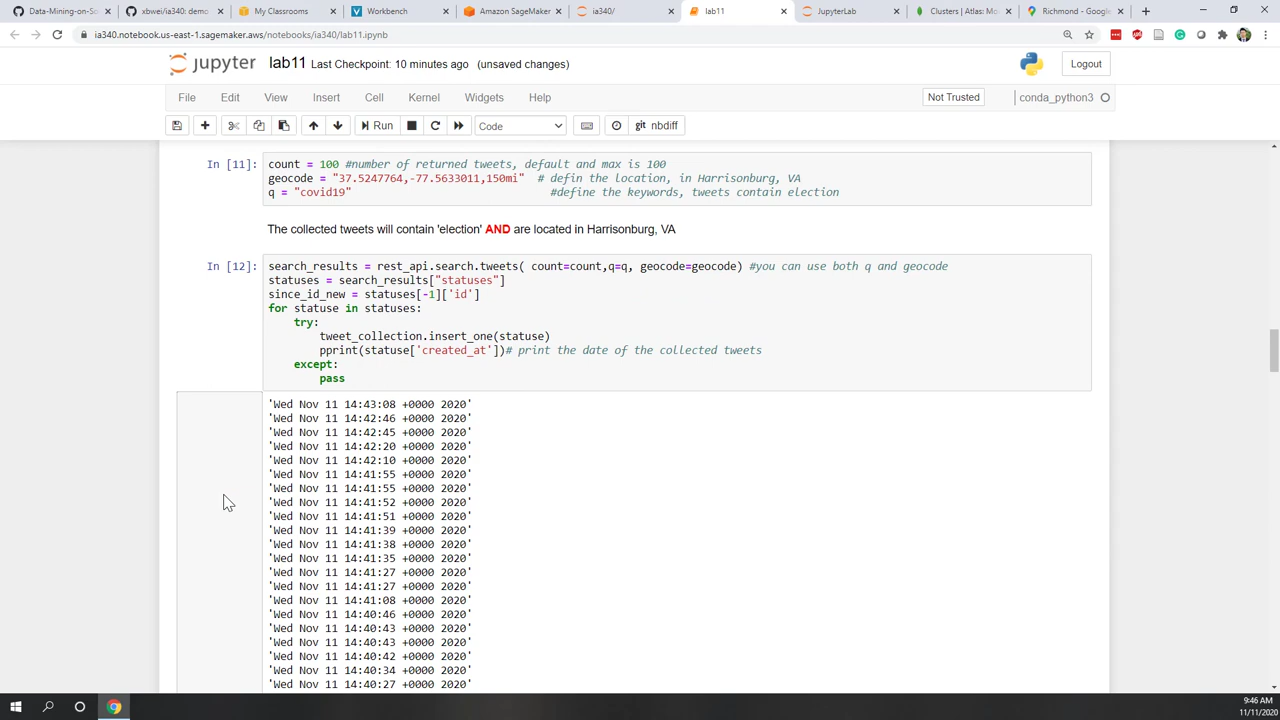 Data-Mining-on-So
xbwei/ia340: demo
My Classrooms
Workbench
Amazon SageMaker
ia340/
lab11
JupyterLab
Clusters | Atlas: Mo
Richmond - Google
ia340.notebook.us-east-1.sagemaker.aws/notebooks/ia340/lab11.ipynb
jupyter lab11 Last Checkpoint: 10 minutes ago (unsaved changes)
Logout
File Edit View Insert Cell Kernel Widgets Help
Not Trusted
conda_python3
Run
Code
git nbdiff
In [11]:
count = 100 #number of returned tweets, default and max is 100
geocode = "37.5247764,-77.5633011,150mi" # defin the location, in Harrisonburg, VA
q = "covid19" #define the keywords, tweets contain election
The collected tweets will contain 'election' AND are located in Harrisonburg, VA
In [12]:
search_results = rest_api.search.tweets( count=count,q=q, geocode=geocode) #you can use both q and geocode
statuses = search_results["statuses"]
since_id_new = statuses[-1]['id']
for statuse in statuses:
try:
tweet_collection.insert_one(statuse)
pprint(statuse['created_at'])# print the date of the collected tweets
except:
pass
'Wed Nov 11 14:43:08 +0000 2020'
'Wed Nov 11 14:42:46 +0000 2020'
'Wed Nov 11 14:42:45 +0000 2020'
'Wed Nov 11 14:42:20 +0000 2020'
'Wed Nov 11 14:42:10 +0000 2020'
'Wed Nov 11 14:41:55 +0000 2020'
'Wed Nov 11 14:41:55 +0000 2020'
'Wed Nov 11 14:41:52 +0000 2020'
'Wed Nov 11 14:41:51 +0000 2020'
'Wed Nov 11 14:41:39 +0000 2020'
'Wed Nov 11 14:41:38 +0000 2020'
'Wed Nov 11 14:41:35 +0000 2020'
'Wed Nov 11 14:41:27 +0000 2020'
'Wed Nov 11 14:41:27 +0000 2020'
'Wed Nov 11 14:41:08 +0000 2020'
'Wed Nov 11 14:40:46 +0000 2020'
'Wed Nov 11 14:40:43 +0000 2020'
'Wed Nov 11 14:40:43 +0000 2020'
'Wed Nov 11 14:40:42 +0000 2020'
'Wed Nov 11 14:40:34 +0000 2020'
'Wed Nov 11 14:40:27 +0000 2020'
9:46 AM
11/11/2020